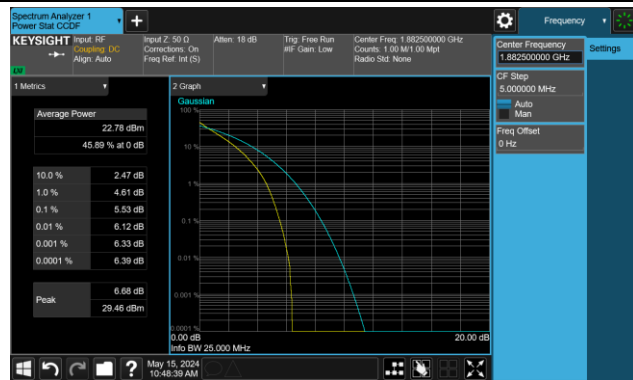 Spectrum Analyzer 1
Power Stat CCDF
Frequency
KEYSIGHT
Input: RF
Coupling: DC
Align: Auto
Input Z: 50 Ω
Corrections: On
Freq Ref: Int (S)
Atten: 18 dB
Trig: Free Run
#IF Gain: Low
Center Freq: 1.882500000 GHz
Counts: 1.00 M/1.00 Mpt
Radio Std: None
Center Frequency
1.882500000 GHz
Settings
CF Step
5.000000 MHz
Auto
Man
Freq Offset
0 Hz
1 Metrics
2 Graph
Average Power
22.78 dBm
45.89 % at 0 dB
10.0 % 2.47 dB
1.0 % 4.61 dB
0.1 % 5.53 dB
0.01 % 6.12 dB
0.001 % 6.33 dB
0.0001 % 6.39 dB
Peak
6.68 dB
29.46 dBm
Gaussian
100 %
10 %
1 %
0.1 %
0.01 %
0.001 %
0.0001 %
0.00 dB
20.00 dB
Info BW 25.000 MHz
?
May 15, 2024
10:48:39 AM